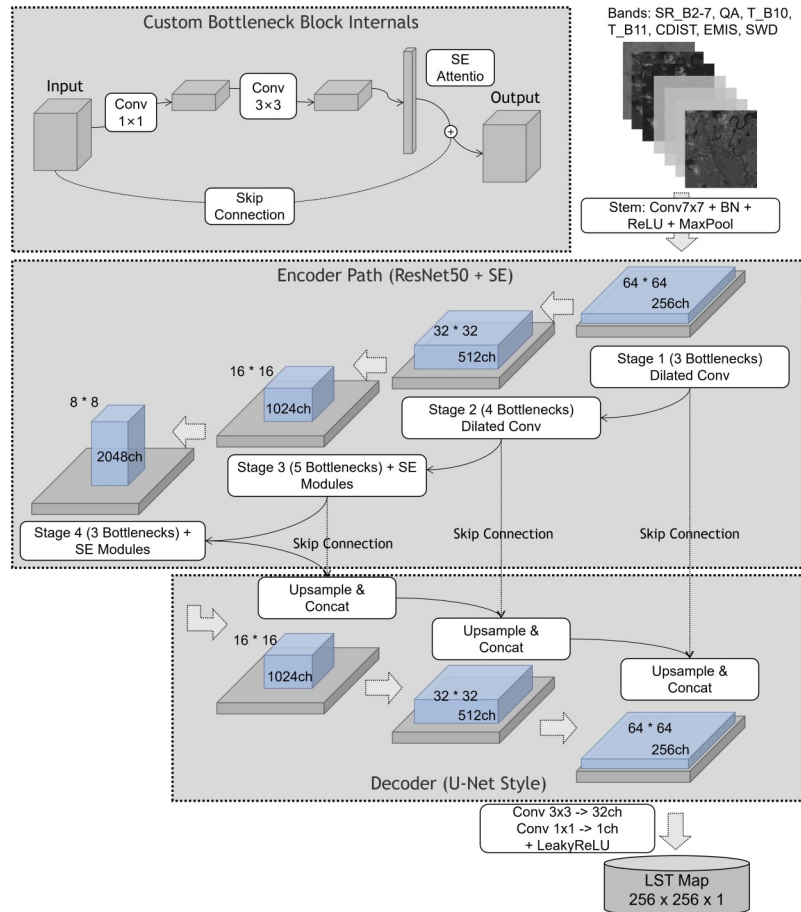 Custom Bottleneck Block Internals
Input
Conv
1×1
Conv
3×3
SE
Attentio
Output
Skip
Connection
Bands: SR_B2-7, QA, T_B10,
T_B11, CDIST, EMIS, SWD
Stem: Conv7x7 + BN +
ReLU + MaxPool
Encoder Path (ResNet50 + SE)
64 * 64
256ch
32 * 32
512ch
16 * 16
1024ch
8 * 8
2048ch
Stage 1 (3 Bottlenecks)
Dilated Conv
Stage 2 (4 Bottlenecks)
Dilated Conv
Stage 3 (5 Bottlenecks) + SE
Modules
Stage 4 (3 Bottlenecks) +
SE Modules
Skip Connection
Skip Connection
Skip Connection
Upsample &
Concat
Upsample &
Concat
Upsample &
Concat
16 * 16
1024ch
32 * 32
512ch
64 * 64
256ch
Decoder (U-Net Style)
Conv 3x3 -> 32ch
Conv 1x1 -> 1ch
+ LeakyReLU
LST Map
256 x 256 x 1